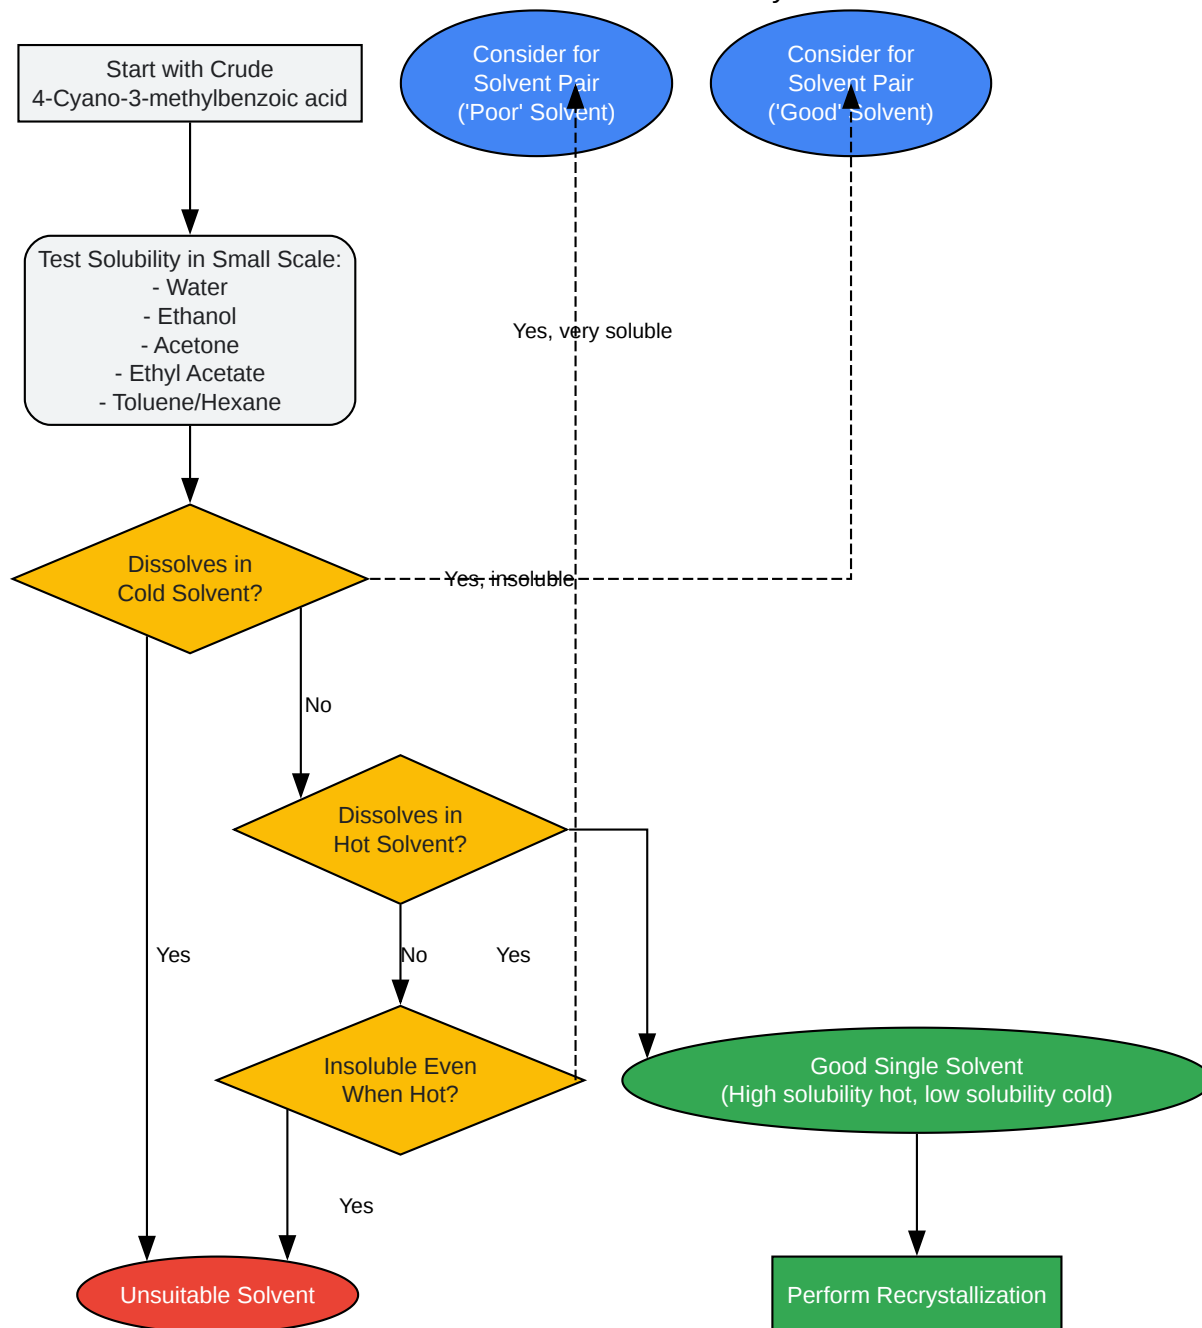 Start with Crude
4-Cyano-3-methylbenzoic acid
Consider for
Solvent Pair
('Poor' Solvent)
Consider for
Solvent Pair
('Good' Solvent)
Test Solubility in Small Scale:
- Water
- Ethanol
- Acetone
- Ethyl Acetate
- Toluene/Hexane
Yes, very soluble
Dissolves in
Cold Solvent?
Yes, insoluble
No
Dissolves in
Hot Solvent?
Yes
No
Yes
Insoluble Even
When Hot?
Good Single Solvent
(High solubility hot, low solubility cold)
Yes
Unsuitable Solvent
Perform Recrystallization